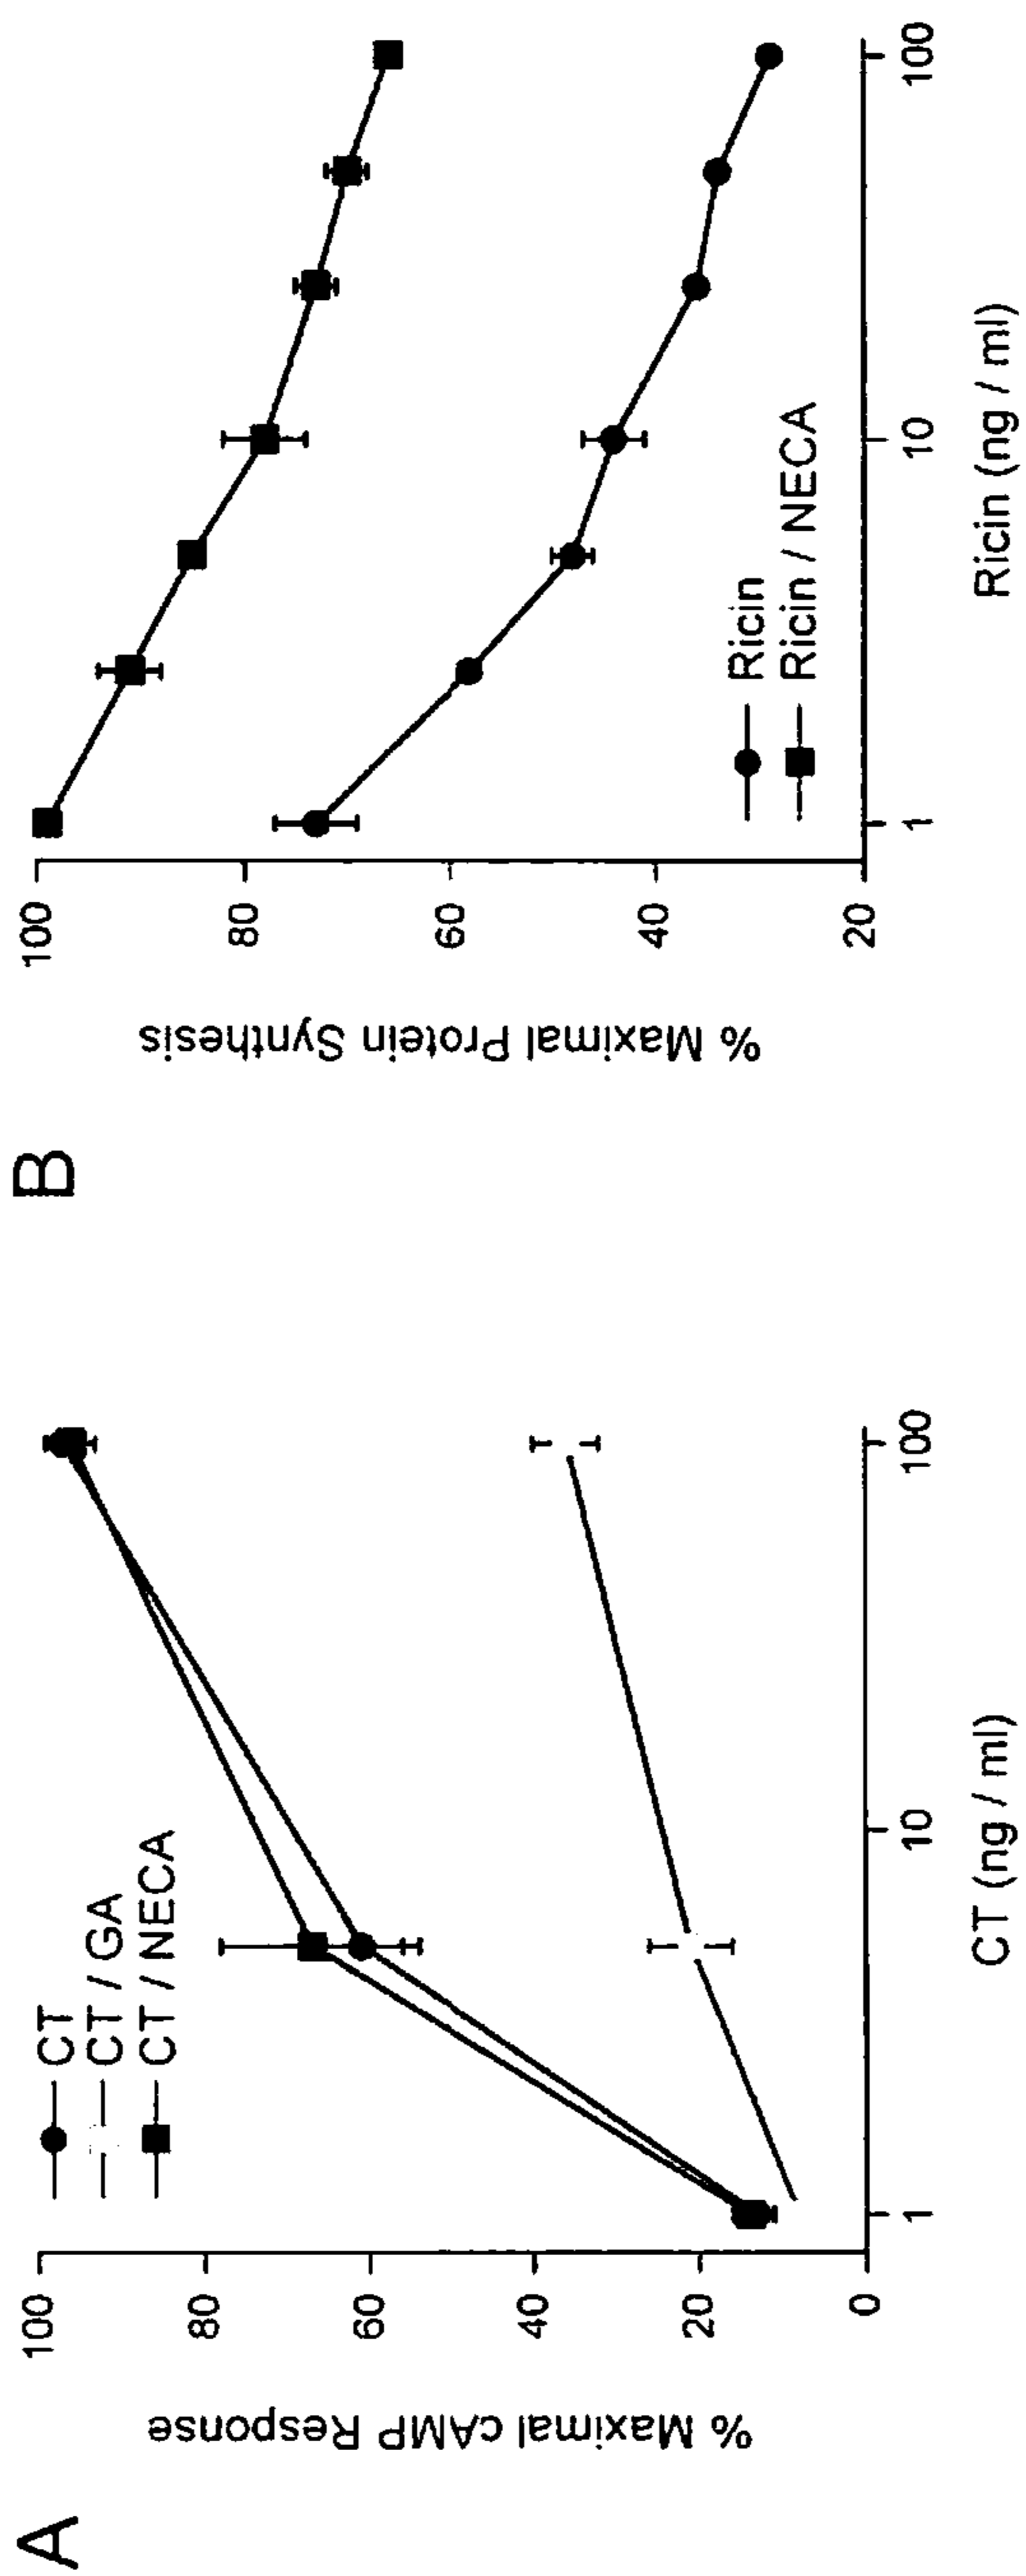 A
% Maximal cAMP Response
100
80
60
40
20
0
CT
CT / GA
CT / NECA
1
10
100
CT (ng / ml)
B
% Maximal Protein Synthesis
100
80
60
40
20
Ricin
Ricin / NECA
1
10
100
Ricin (ng / ml)